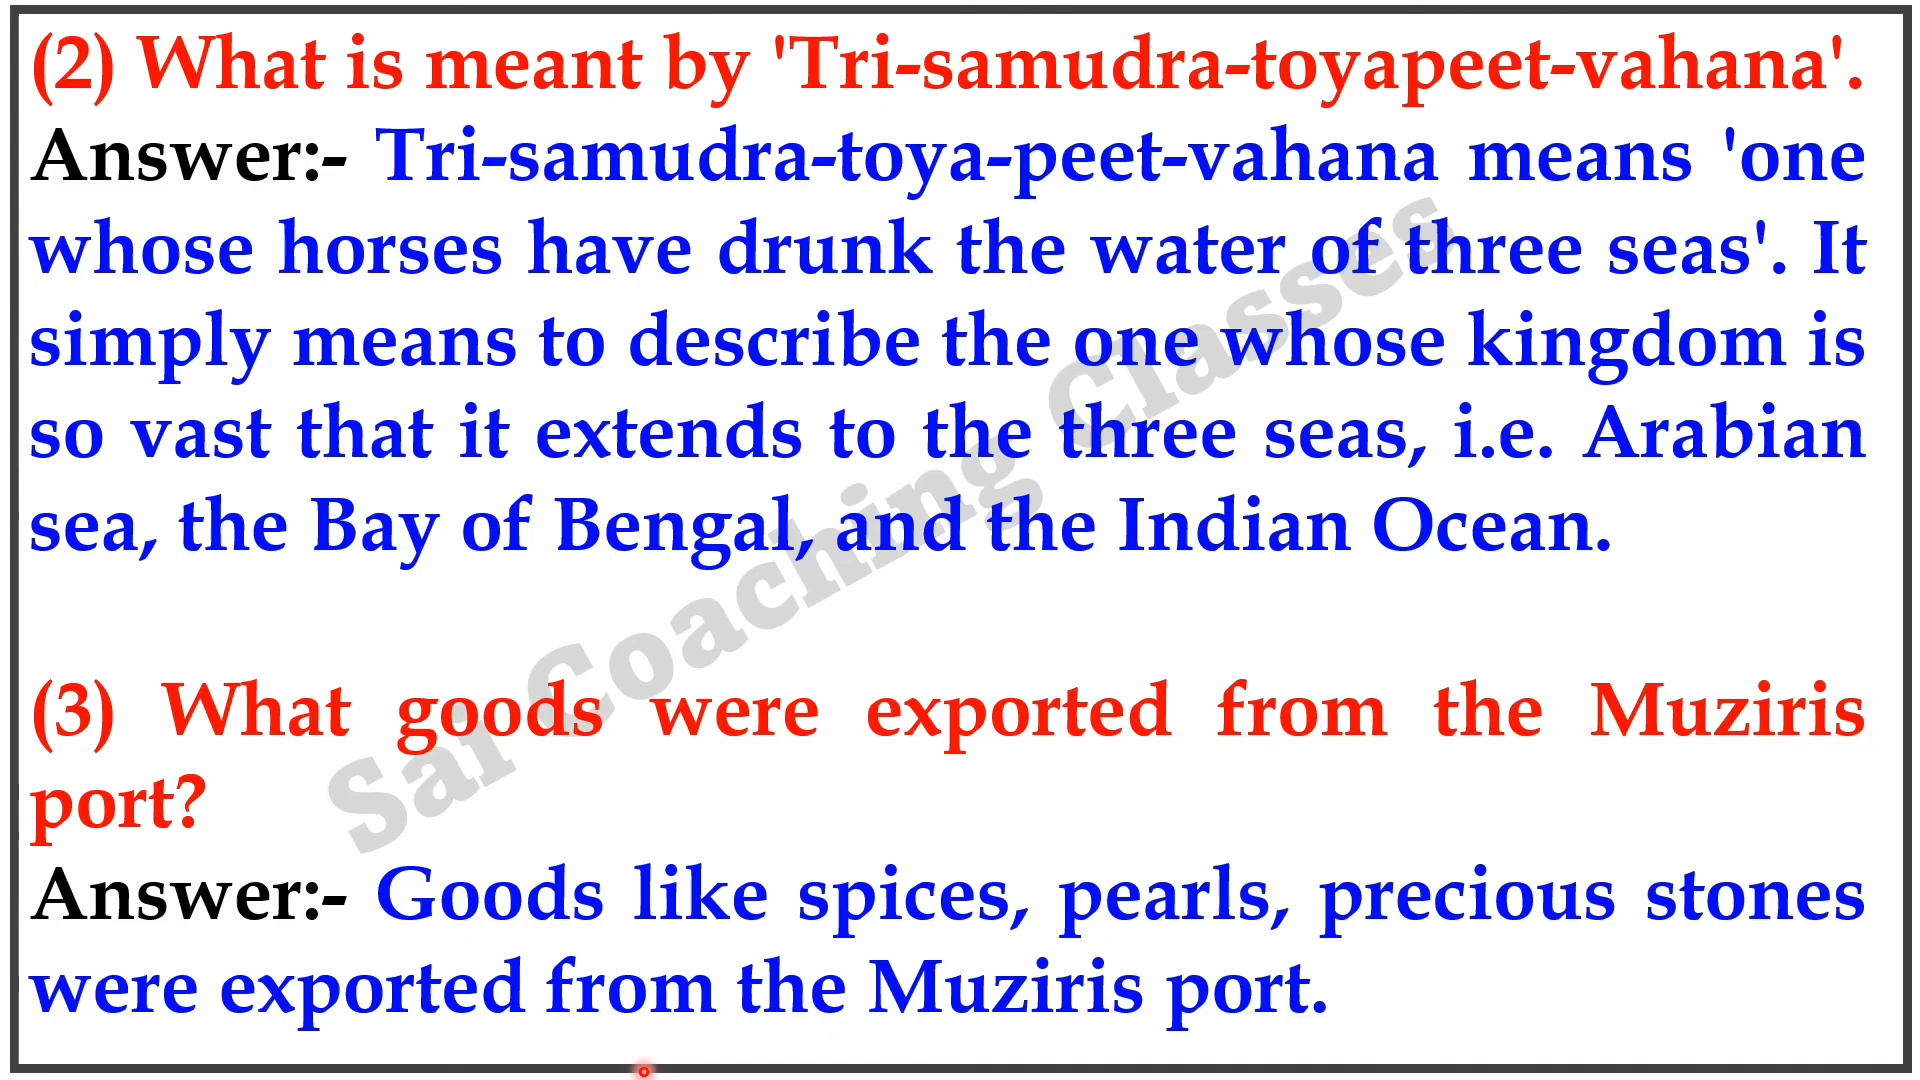 (2) What is meant by 'Tri-samudra-toyapeet-vahana'.
Answer:- Tri-samudra-toya-peet-vahana means 'one
whose horses have drunk the water of three seas'. It
simply means to describe the one whose kingdom is
so vast that it extends to the three seas, i.e. Arabian
sea, the Bay of Bengal, and the Indian Ocean.
(3) What goods were exported from the Muziris
port?
Answer:- Goods like spices, pearls, precious stones
were exported from the Muziris port.
Sai Coaching Classes